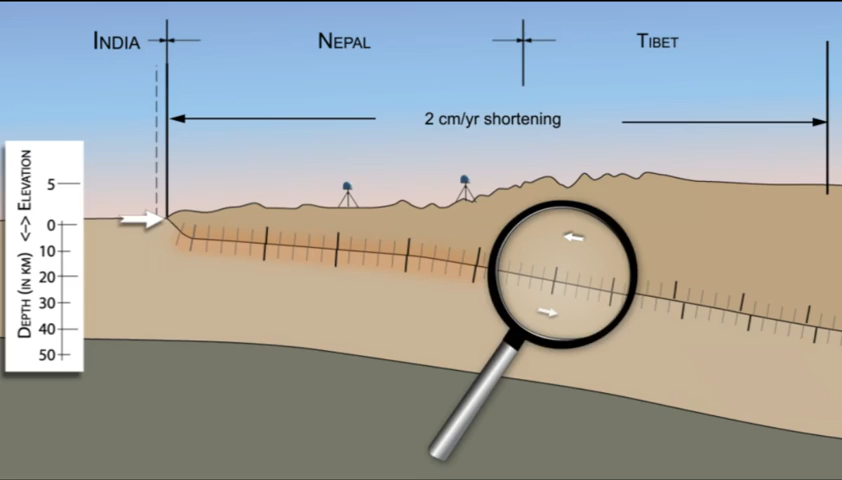 INDIA
NEPAL
TIBET
2 cm/yr shortening
DEPTH (IN KM) <-> ELEVATION
5
0
10
20
30
40
50